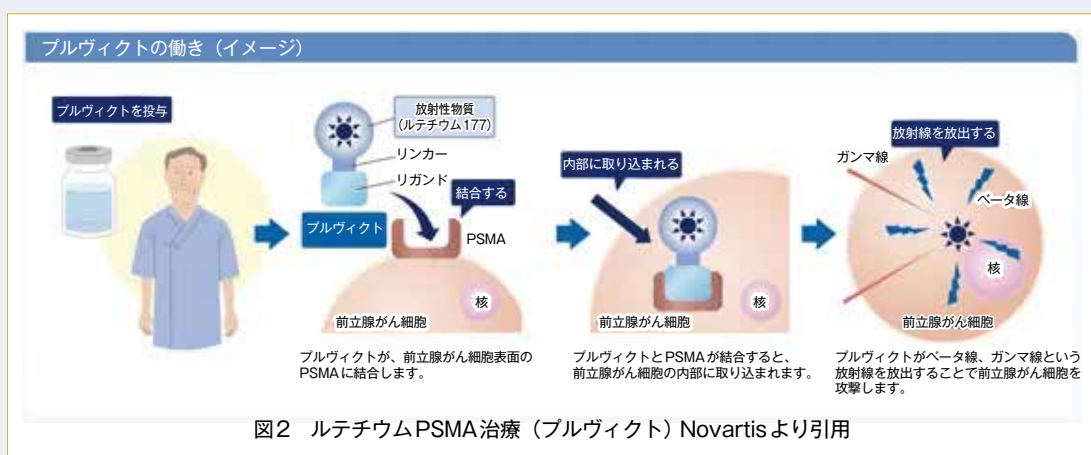 プルヴィクトの働き（イメージ）
プルヴィクトを投与
放射性物質
（ルテチウム177）
リンカー
リガンド
結合する
プルヴィクト
PSMA
核
前立腺がん細胞
プルヴィクトが、前立腺がん細胞表面の
PSMAに結合します。
内部に取り込まれる
核
前立腺がん細胞
プルヴィクトとPSMAが結合すると、
前立腺がん細胞の内部に取り込まれます。
放射線を放出する
ガンマ線
ベータ線
核
前立腺がん細胞
プルヴィクトがベータ線、ガンマ線という
放射線を放出することで前立腺がん細胞を
攻撃します。
図2　ルテチウムPSMA治療（プルヴィクト）Novartisより引用